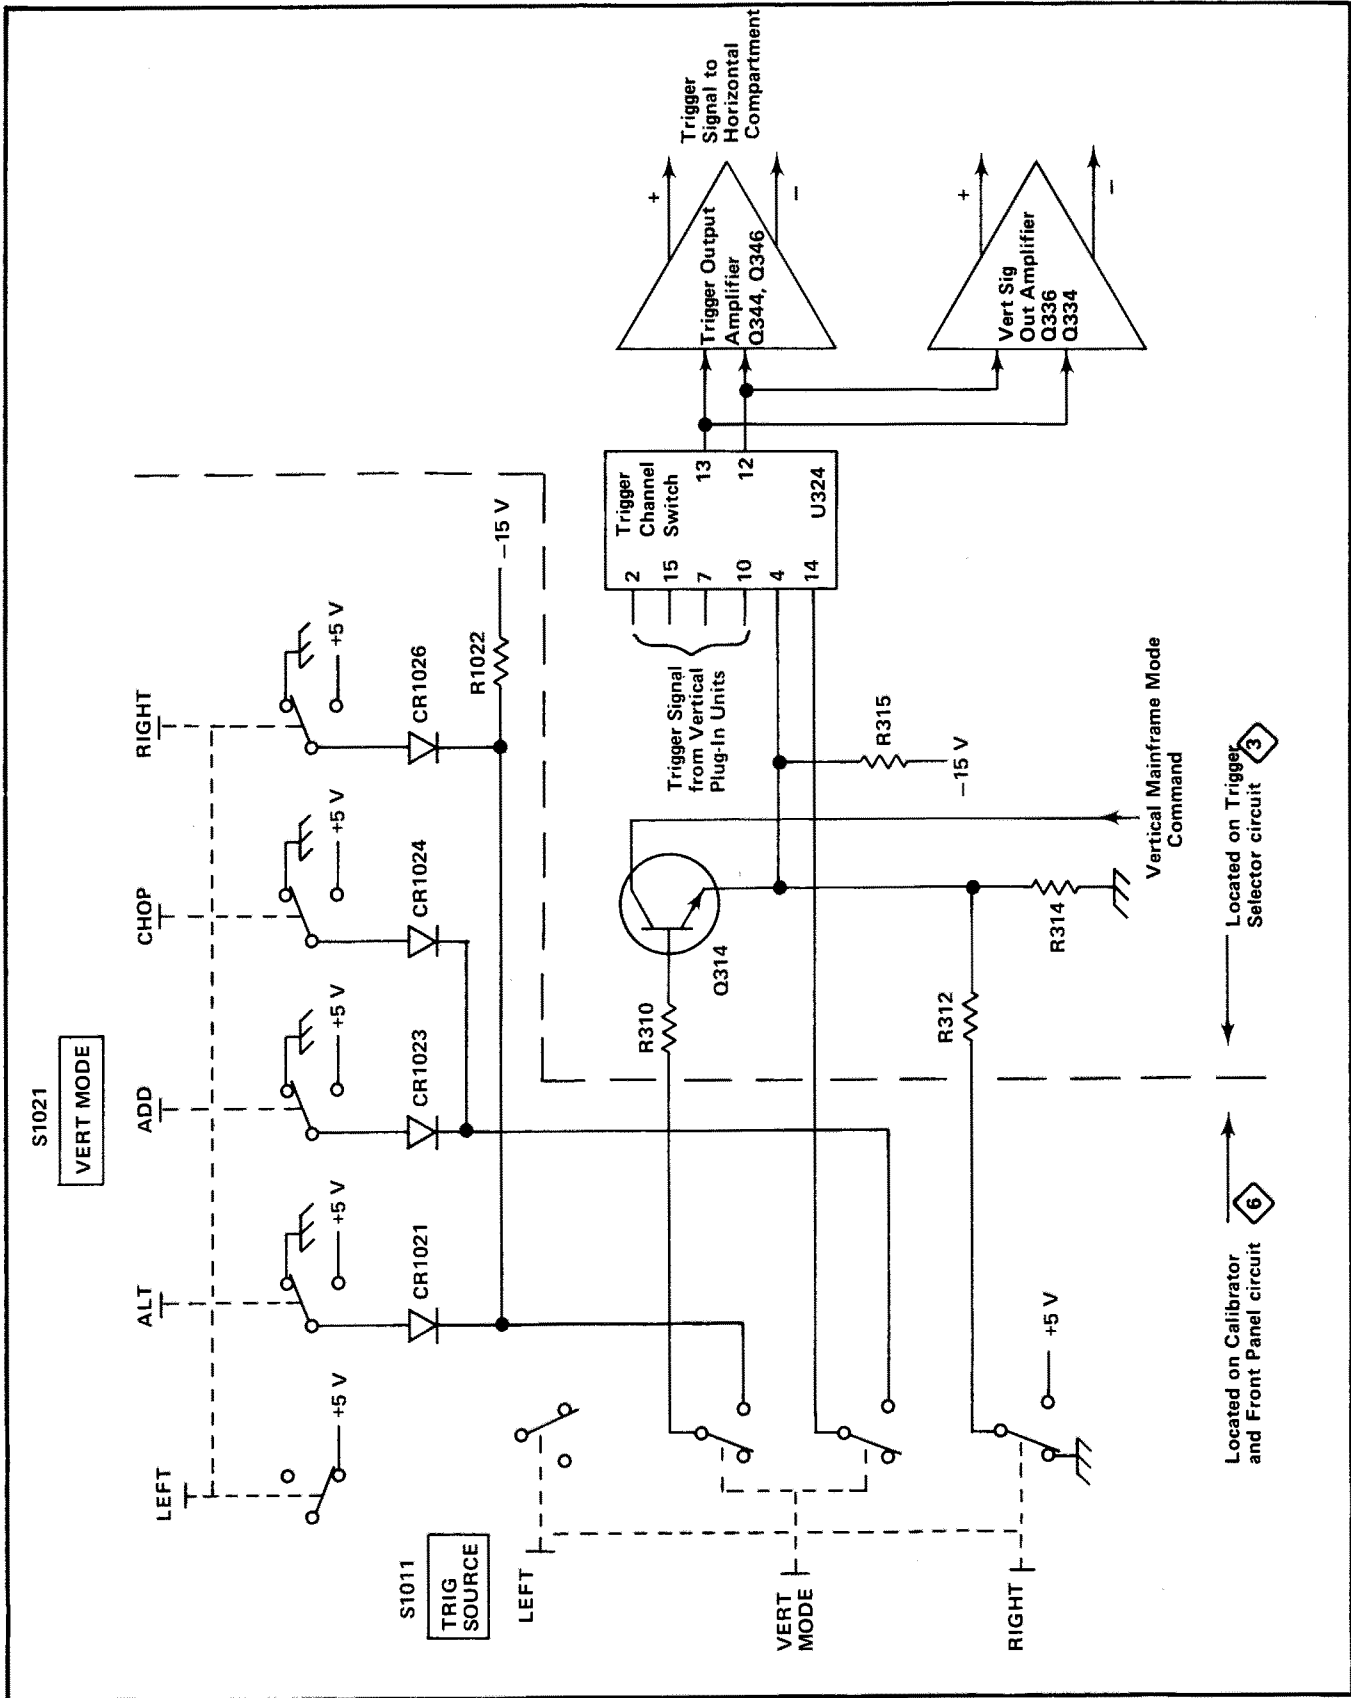 S1021
VERT MODE
LEFT
ALT
ADD
CHOP
RIGHT
+5 V
+5 V
+5 V
+5 V
+5 V
CR1021
CR1023
CR1024
CR1026
R1022
−15 V
S1011
TRIG
SOURCE
LEFT
VERT
MODE
RIGHT
+5 V
R310
Q314
R312
R314
R315
−15 V
Vertical Mainframe Mode
Command
Trigger Signal
from Vertical
Plug-In Units
2
15
7
10
4
14
Trigger
Channel
Switch
13
12
U324
Trigger Output
Amplifier
Q344, Q346
+
−
Trigger
Signal to
Horizontal
Compartment
Vert Sig
Out Amplifier
Q336
Q334
+
−
Located on Calibrator
and Front Panel circuit
6
Located on Trigger
Selector circuit
3